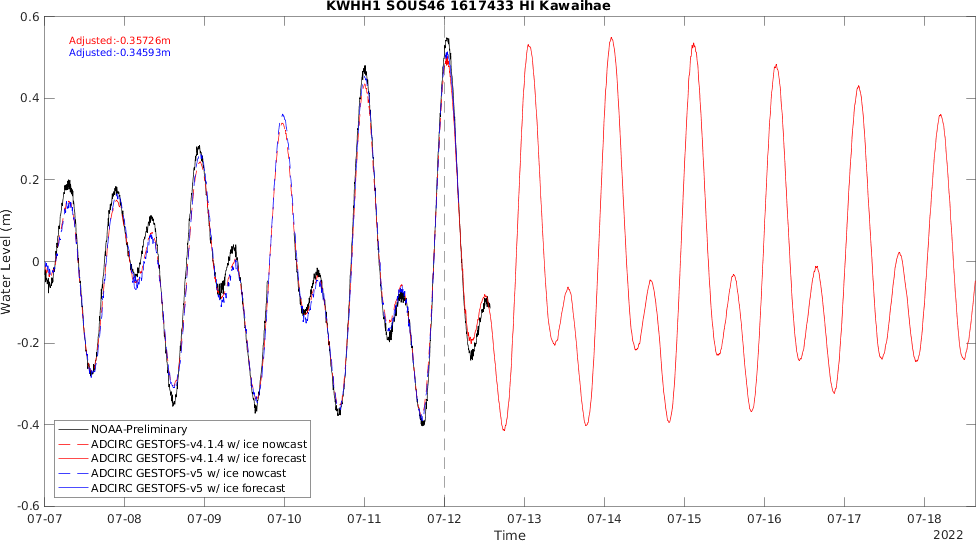 KWHH1 SOUS46 1617433 HI Kawaihae
0.6
Adjusted:-0.35726m
Adjusted:-0.34593m
0.4
0.2
0
-0.2
-0.4
-0.6
Water Level (m)
NOAA-Preliminary
ADCIRC GESTOFS-v4.1.4 w/ ice nowcast
ADCIRC GESTOFS-v4.1.4 w/ ice forecast
ADCIRC GESTOFS-v5 w/ ice nowcast
ADCIRC GESTOFS-v5 w/ ice forecast
07-07 07-08 07-09 07-10 07-11 07-12 07-13 07-14 07-15 07-16 07-17 07-18
Time
2022